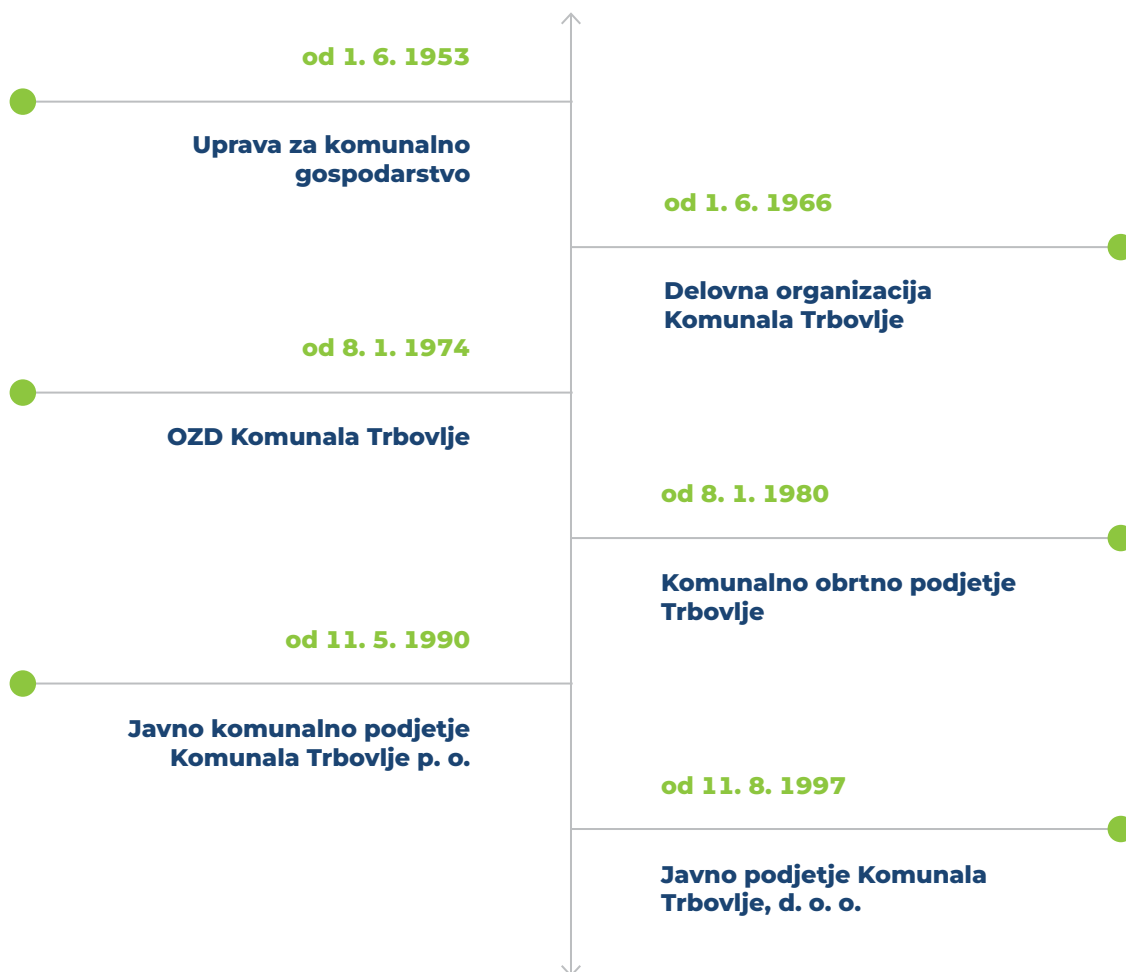 od 1. 6. 1953
Uprava za komunalno
gospodarstvo
od 1. 6. 1966
Delovna organizacija
Komunala Trbovlje
od 8. 1. 1974
OZD Komunala Trbovlje
od 8. 1. 1980
Komunalno obrtno podjetje
Trbovlje
od 11. 5. 1990
Javno komunalno podjetje
Komunala Trbovlje p. o.
od 11. 8. 1997
Javno podjetje Komunala
Trbovlje, d. o. o.